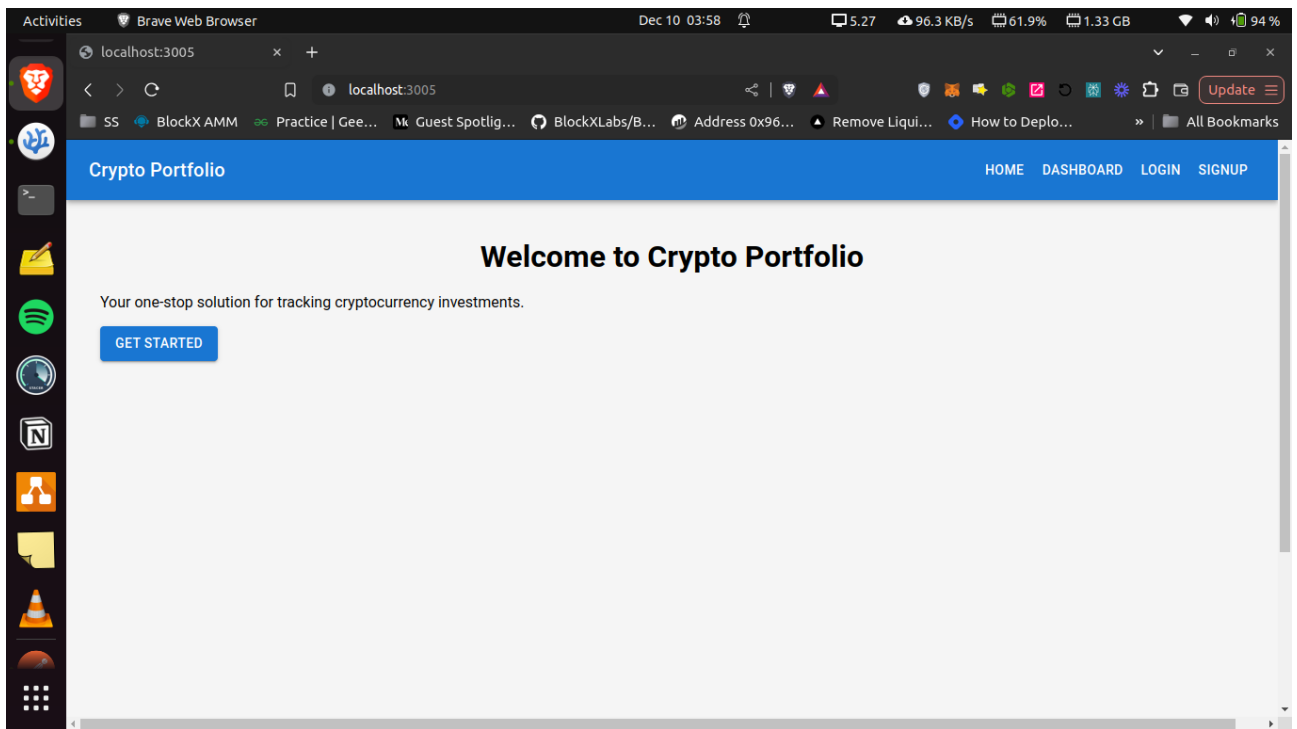 Activities Brave Web Browser Dec 10 03:58 5.27 96.3 KB/s 61.9% 1.33 GB 94 %
localhost:3005
localhost:3005 Update
SS BlockX AMM Practice | Gee... Guest Spotlig... BlockXLabs/B... Address 0x96... Remove Liqui... How to Deplo... » All Bookmarks
Crypto Portfolio HOME DASHBOARD LOGIN SIGNUP
Welcome to Crypto Portfolio
Your one-stop solution for tracking cryptocurrency investments.
GET STARTED